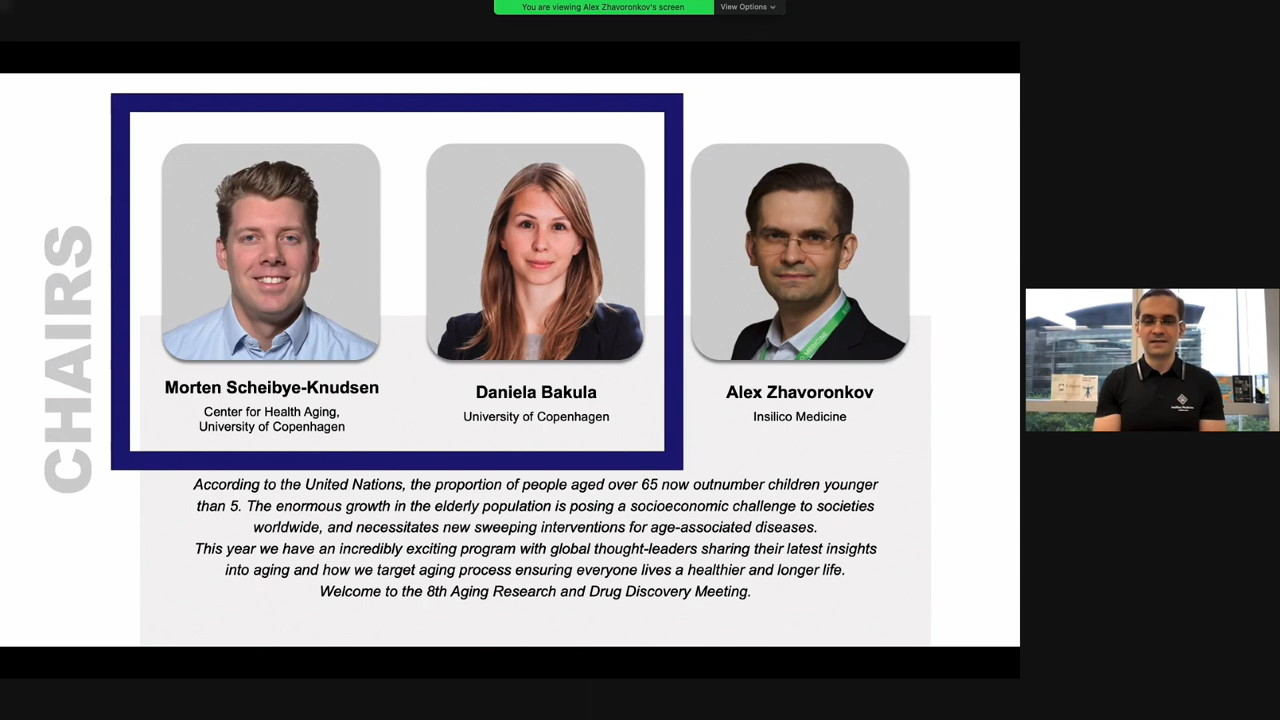 You are viewing Alex Zhavoronkov's screen
View Options
CHAIRS
Morten Scheibye-Knudsen
Center for Health Aging,
University of Copenhagen
Daniela Bakula
University of Copenhagen
Alex Zhavoronkov
Insilico Medicine
According to the United Nations, the proportion of people aged over 65 now outnumber children younger
than 5. The enormous growth in the elderly population is posing a socioeconomic challenge to societies
worldwide, and necessitates new sweeping interventions for age-associated diseases.
This year we have an incredibly exciting program with global thought-leaders sharing their latest insights
into aging and how we target aging process ensuring everyone lives a healthier and longer life.
Welcome to the 8th Aging Research and Drug Discovery Meeting.
Insilico Medicine